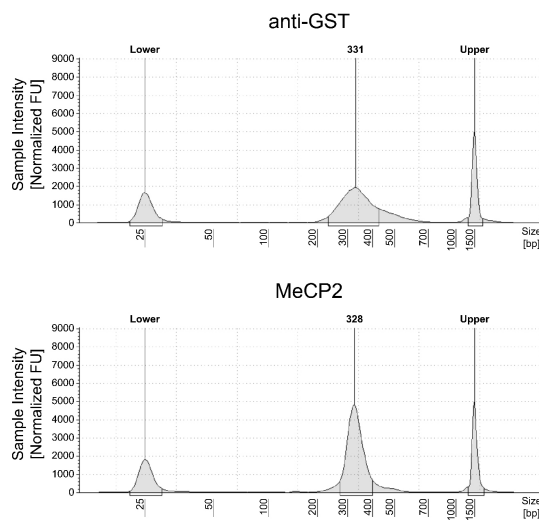 anti-GST
Lower 331 Upper
Sample Intensity
[Normalized FU]
9000
8000
7000
6000
5000
4000
3000
2000
1000
0
25 50 100 200 300 400 500 700 1000 1500 Size
[bp]
MeCP2
Lower 328 Upper
Sample Intensity
[Normalized FU]
9000
8000
7000
6000
5000
4000
3000
2000
1000
0
25 50 100 200 300 400 500 700 1000 1500 Size
[bp]